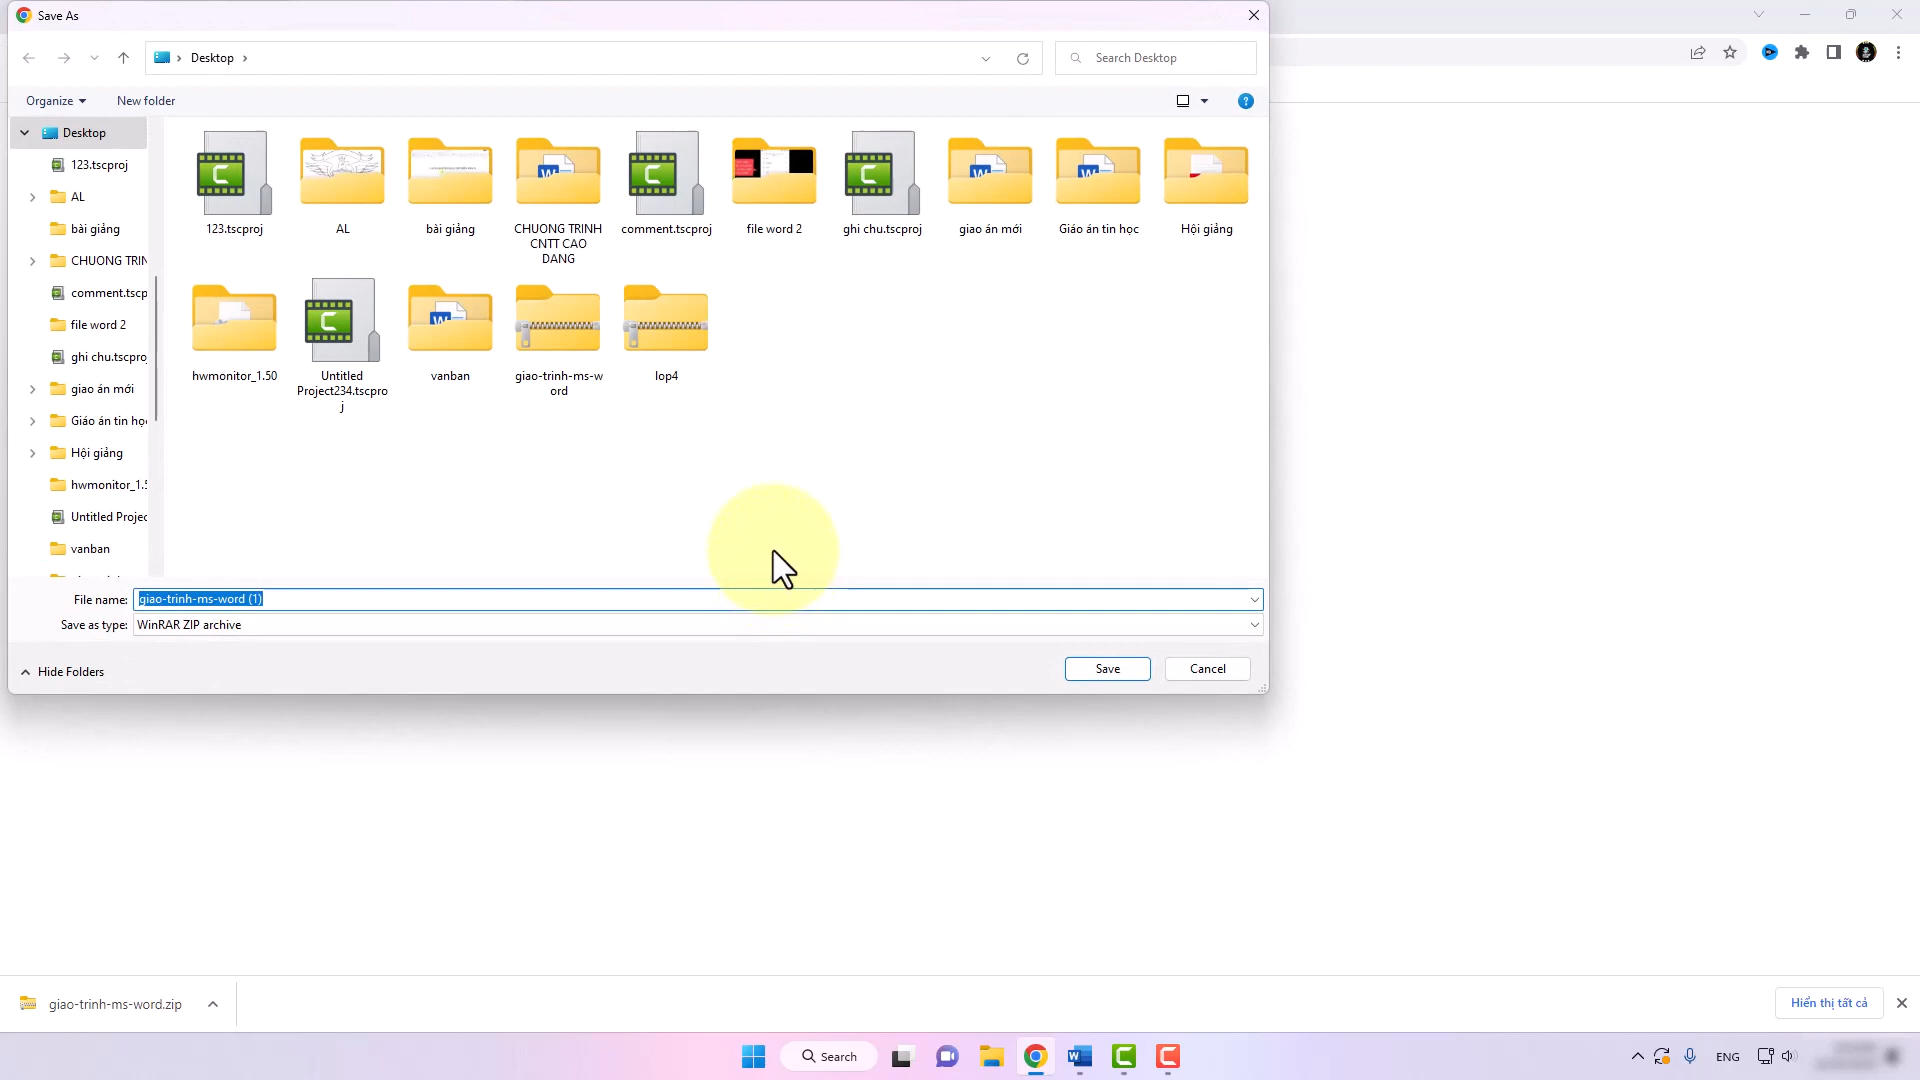 Save As
Desktop
Search Desktop
Organize
New folder
Desktop
123.tscproj
AL
bài giảng
CHUONG TRIN
comment.tscp
file word 2
ghi chu.tscpro
giao án mới
Giáo án tin học
Hội giảng
hwmonitor_1.5
Untitled Projec
vanban
123.tscproj
AL
bài giảng
CHUONG TRINH
CNTT CAO
DANG
comment.tscproj
file word 2
ghi chu.tscproj
giao án mới
Giáo án tin học
Hội giảng
hwmonitor_1.50
Untitled
Project234.tscpro
j
vanban
giao-trinh-ms-w
ord
lop4
File name: giao-trinh-ms-word (1)
Save as type: WinRAR ZIP archive
Hide Folders
Save
Cancel
giao-trinh-ms-word.zip
Hiển thị tất cả
Search
ENG